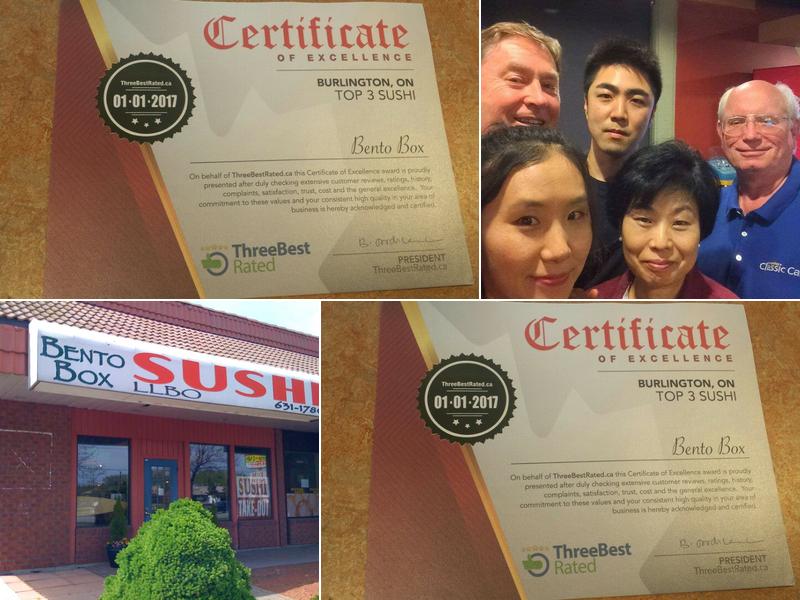 Certificate
OF EXCELLENCE
ThreeBestRated.ca
01·01·2017
BURLINGTON, ON
TOP 3 SUSHI
Bento Box
On behalf of ThreeBestRated.ca this Certificate of Excellence award is proudly
presented after duly checking extensive customer reviews, ratings, history,
complaints, satisfaction, trust, cost and the general excellence. Your
commitment to these values and your consistent high quality in your area of
business is hereby acknowledged and certified.
ThreeBest
Rated
PRESIDENT
ThreeBestRated.ca
Classic Ca
BENTO
BOX
SUSHI
LLBO
631-178
SUSHI
TAKE-OUT
Certificate
OF EXCELLENCE
ThreeBestRated.ca
01·01·2017
BURLINGTON, ON
TOP 3 SUSHI
Bento Box
On behalf of ThreeBestRated.ca this Certificate of Excellence award is proudly
presented after duly checking extensive customer reviews, ratings, history,
complaints, satisfaction, trust, cost and the general excellence. Your
commitment to these values and your consistent high quality in your area of
business is hereby acknowledged and certified.
ThreeBest
Rated
PRESIDENT
ThreeBestRated.ca